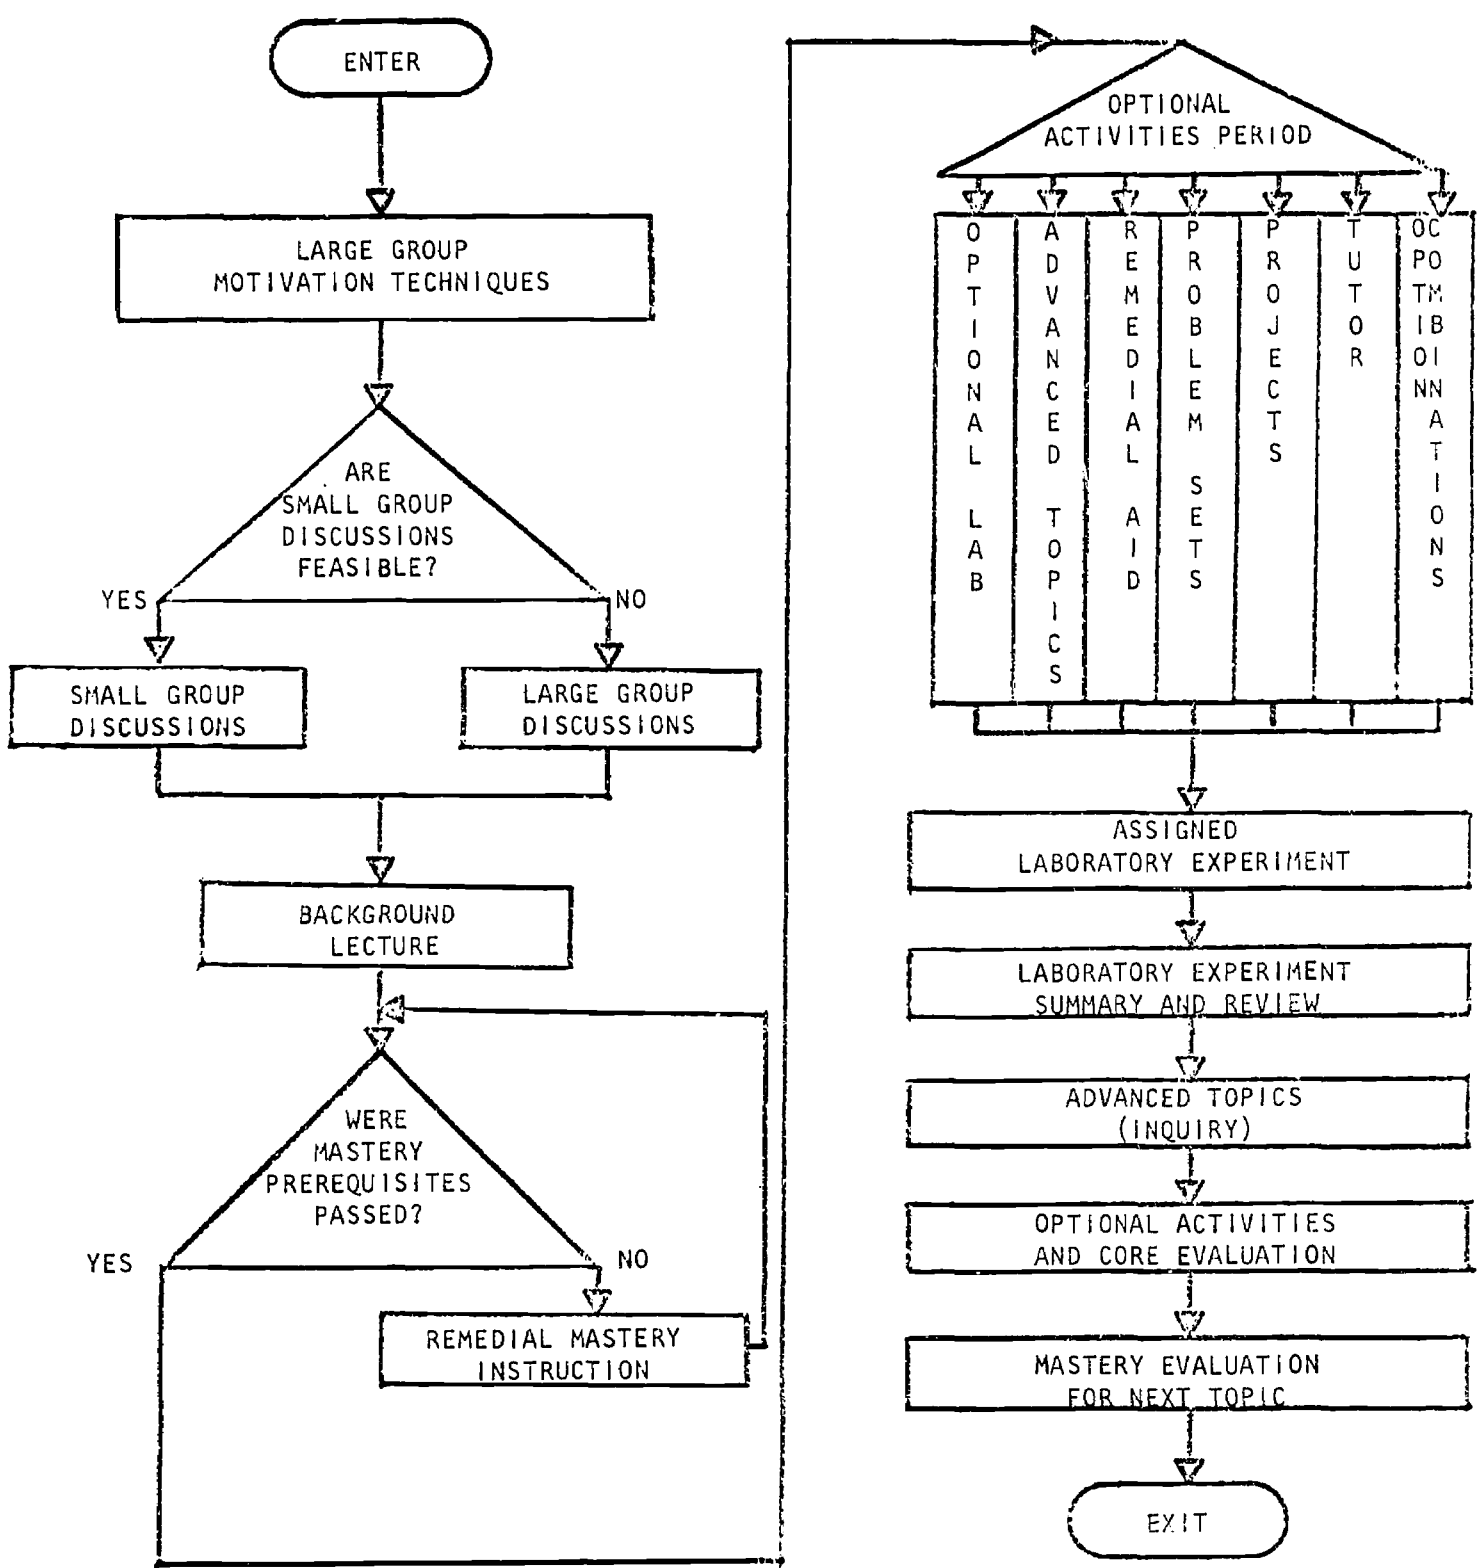 ENTER
LARGE GROUP
MOTIVATION TECHNIQUES
ARE
SMALL GROUP
DISCUSSIONS
FEASIBLE?
YES
NO
SMALL GROUP
DISCUSSIONS
LARGE GROUP
DISCUSSIONS
BACKGROUND
LECTURE
WERE
MASTERY
PREREQUISITES
PASSED?
YES
NO
REMEDIAL MASTERY
INSTRUCTION
OPTIONAL
ACTIVITIES PERIOD
OPTIONAL LAB
ADVANCED TOPICS
REMEDIAL AID
PROBLEM SETS
PROJECTS
TUTOR
OPTION
COMBINNATIONS
ASSIGNED
LABORATORY EXPERIMENT
LABORATORY EXPERIMENT
SUMMARY AND REVIEW
ADVANCED TOPICS
(INQUIRY)
OPTIONAL ACTIVITIES
AND CORE EVALUATION
MASTERY EVALUATION
FOR NEXT TOPIC
EXIT